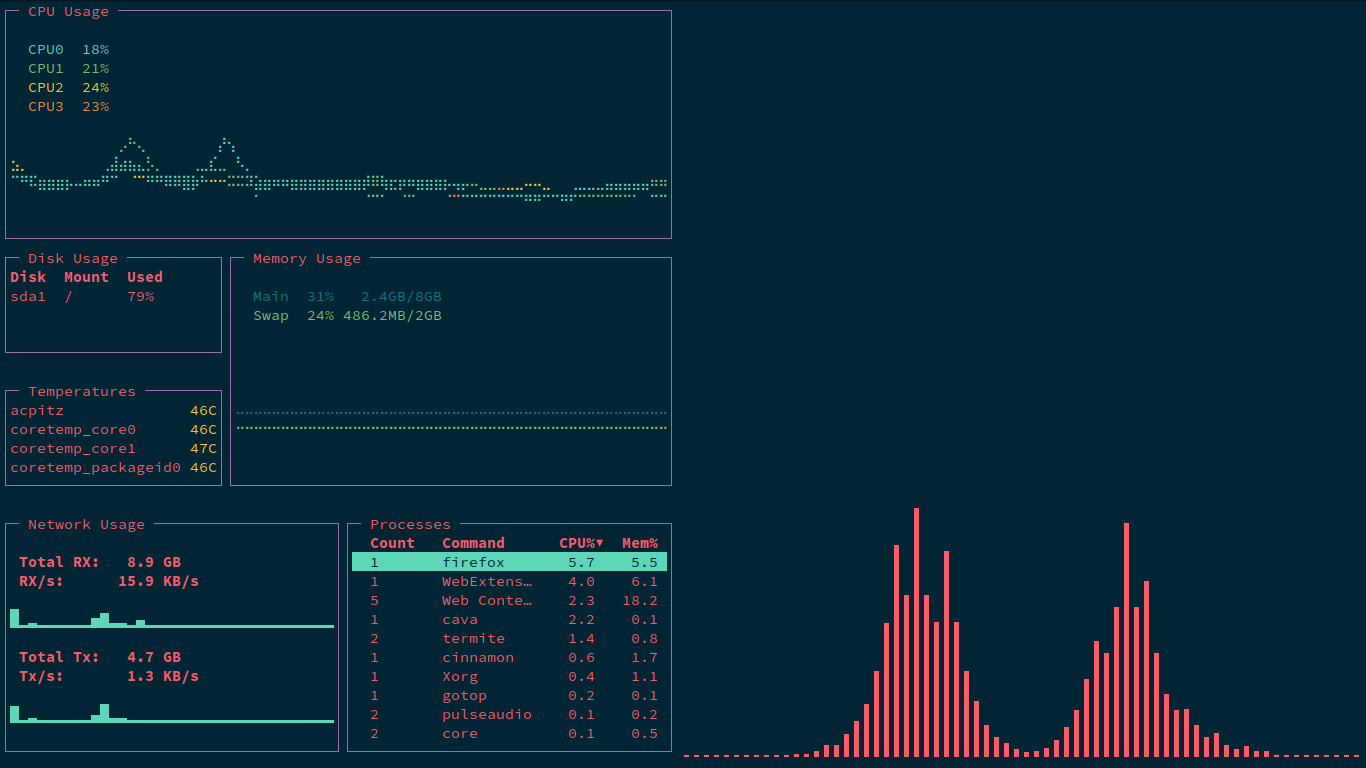 CPU Usage
CPU0 18%
CPU1 21%
CPU2 24%
CPU3 23%
Disk Usage
Disk Mount Used
sda1 / 79%
Memory Usage
Main 31% 2.4GB/8GB
Swap 24% 486.2MB/2GB
Temperatures
acpitz 46C
coretemp_core0 46C
coretemp_core1 47C
coretemp_packageid0 46C
Network Usage
Total RX: 8.9 GB
RX/s: 15.9 KB/s
Total Tx: 4.7 GB
Tx/s: 1.3 KB/s
Processes
Count Command CPU%▼ Mem%
1 firefox 5.7 5.5
1 WebExtens… 4.0 6.1
5 Web Conte… 2.3 18.2
1 cava 2.2 0.1
2 termite 1.4 0.8
1 cinnamon 0.6 1.7
1 Xorg 0.4 1.1
1 gotop 0.2 0.1
2 pulseaudio 0.1 0.2
2 core 0.1 0.5